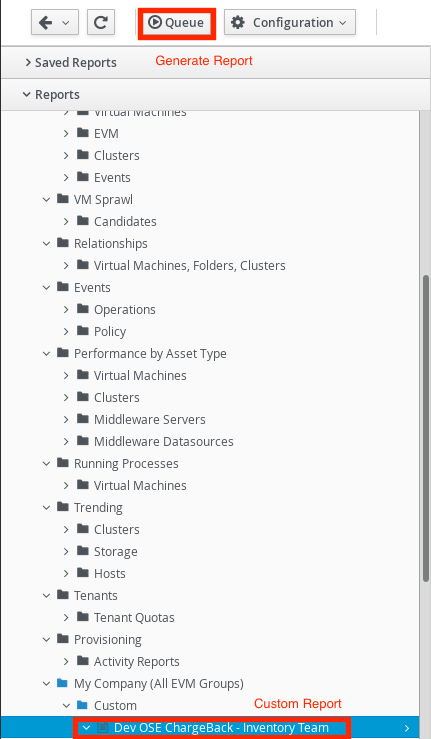 Queue
Configuration
Saved Reports
Generate Report
Reports
Virtual Machines
EVM
Clusters
Events
VM Sprawl
Candidates
Relationships
Virtual Machines, Folders, Clusters
Events
Operations
Policy
Performance by Asset Type
Virtual Machines
Clusters
Middleware Servers
Middleware Datasources
Running Processes
Virtual Machines
Trending
Clusters
Storage
Hosts
Tenants
Tenant Quotas
Provisioning
Activity Reports
My Company (All EVM Groups)
Custom
Custom Report
Dev OSE ChargeBack - Inventory Team